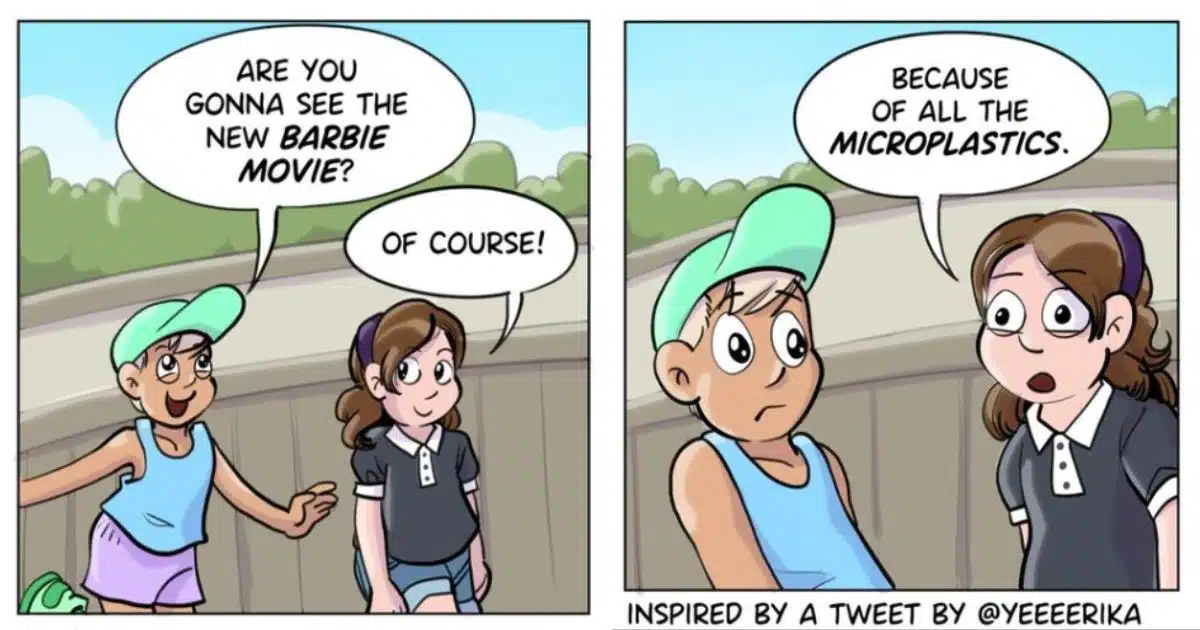 ARE YOU
GONNA SEE THE
NEW BARBIE
MOVIE?
OF COURSE!
BECAUSE
OF ALL THE
MICROPLASTICS.
INSPIRED BY A TWEET BY @YEEEERIKA